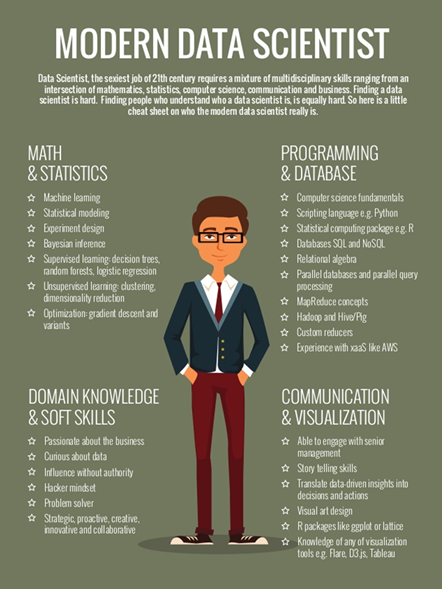 MODERN DATA SCIENTIST
Data Scientist, the sexiest job of 21th century requires a mixture of multidisciplinary skills ranging from an
intersection of mathematics, statistics, computer science, communication and business. Finding a data
scientist is hard. Finding people who understand who a data scientist is, is equally hard. So here is a little
cheat sheet on who the modern data scientist really is.
MATH
& STATISTICS
Machine learning
Statistical modeling
Experiment design
Bayesian inference
Supervised learning: decision trees,
random forests, logistic regression
Unsupervised learning: clustering,
dimensionality reduction
Optimization: gradient descent and
variants
PROGRAMMING
& DATABASE
Computer science fundamentals
Scripting language e.g. Python
Statistical computing package e.g. R
Databases SQL and NoSQL
Relational algebra
Parallel databases and parallel query
processing
MapReduce concepts
Hadoop and Hive/Pig
Custom reducers
Experience with xaaS like AWS
DOMAIN KNOWLEDGE
& SOFT SKILLS
Passionate about the business
Curious about data
Influence without authority
Hacker mindset
Problem solver
Strategic, proactive, creative,
innovative and collaborative
COMMUNICATION
& VISUALIZATION
Able to engage with senior
management
Story telling skills
Translate data-driven insights into
decisions and actions
Visual art design
R packages like ggplot or lattice
Knowledge of any of visualization
tools e.g. Flare, D3.js, Tableau